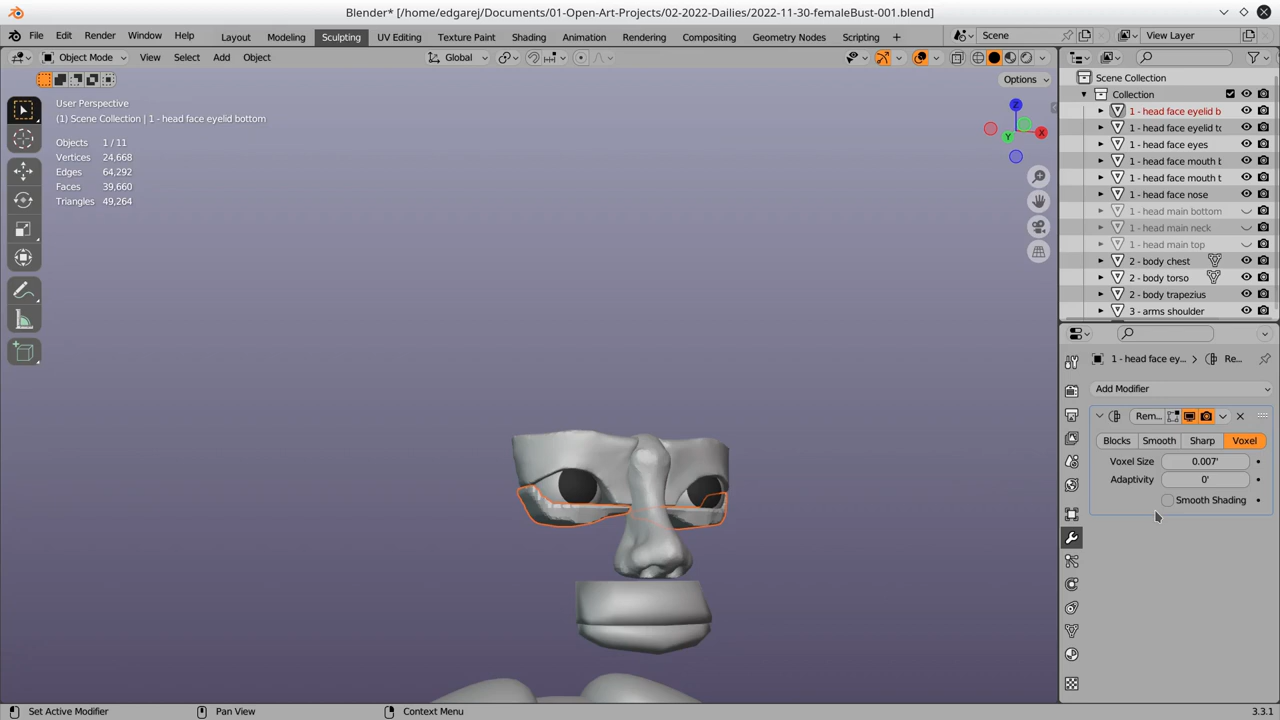 Blender* [/home/edgarej/Documents/01-Open-Art-Projects/02-2022-Dailies/2022-11-30-femaleBust-001.blend]
File Edit Render Window Help Layout Modeling Sculpting UV Editing Texture Paint Shading Animation Rendering Compositing Geometry Nodes Scripting + Scene View Layer
Object Mode View Select Add Object Global
Options
User Perspective
(1) Scene Collection | 1 - head face eyelid bottom
Objects 1 / 11
Vertices 24,668
Edges 64,292
Faces 39,660
Triangles 49,264
Z
X
Y
Scene Collection
Collection
1 - head face eyelid b
1 - head face eyelid to
1 - head face eyes
1 - head face mouth b
1 - head face mouth t
1 - head face nose
1 - head main bottom
1 - head main neck
1 - head main top
2 - body chest
2 - body torso
2 - body trapezius
3 - arms shoulder
1 - head face ey... > Re...
Add Modifier
Rem...
Blocks Smooth Sharp Voxel
Voxel Size 0.007'
Adaptivity 0'
Smooth Shading
Set Active Modifier Pan View Context Menu 3.3.1